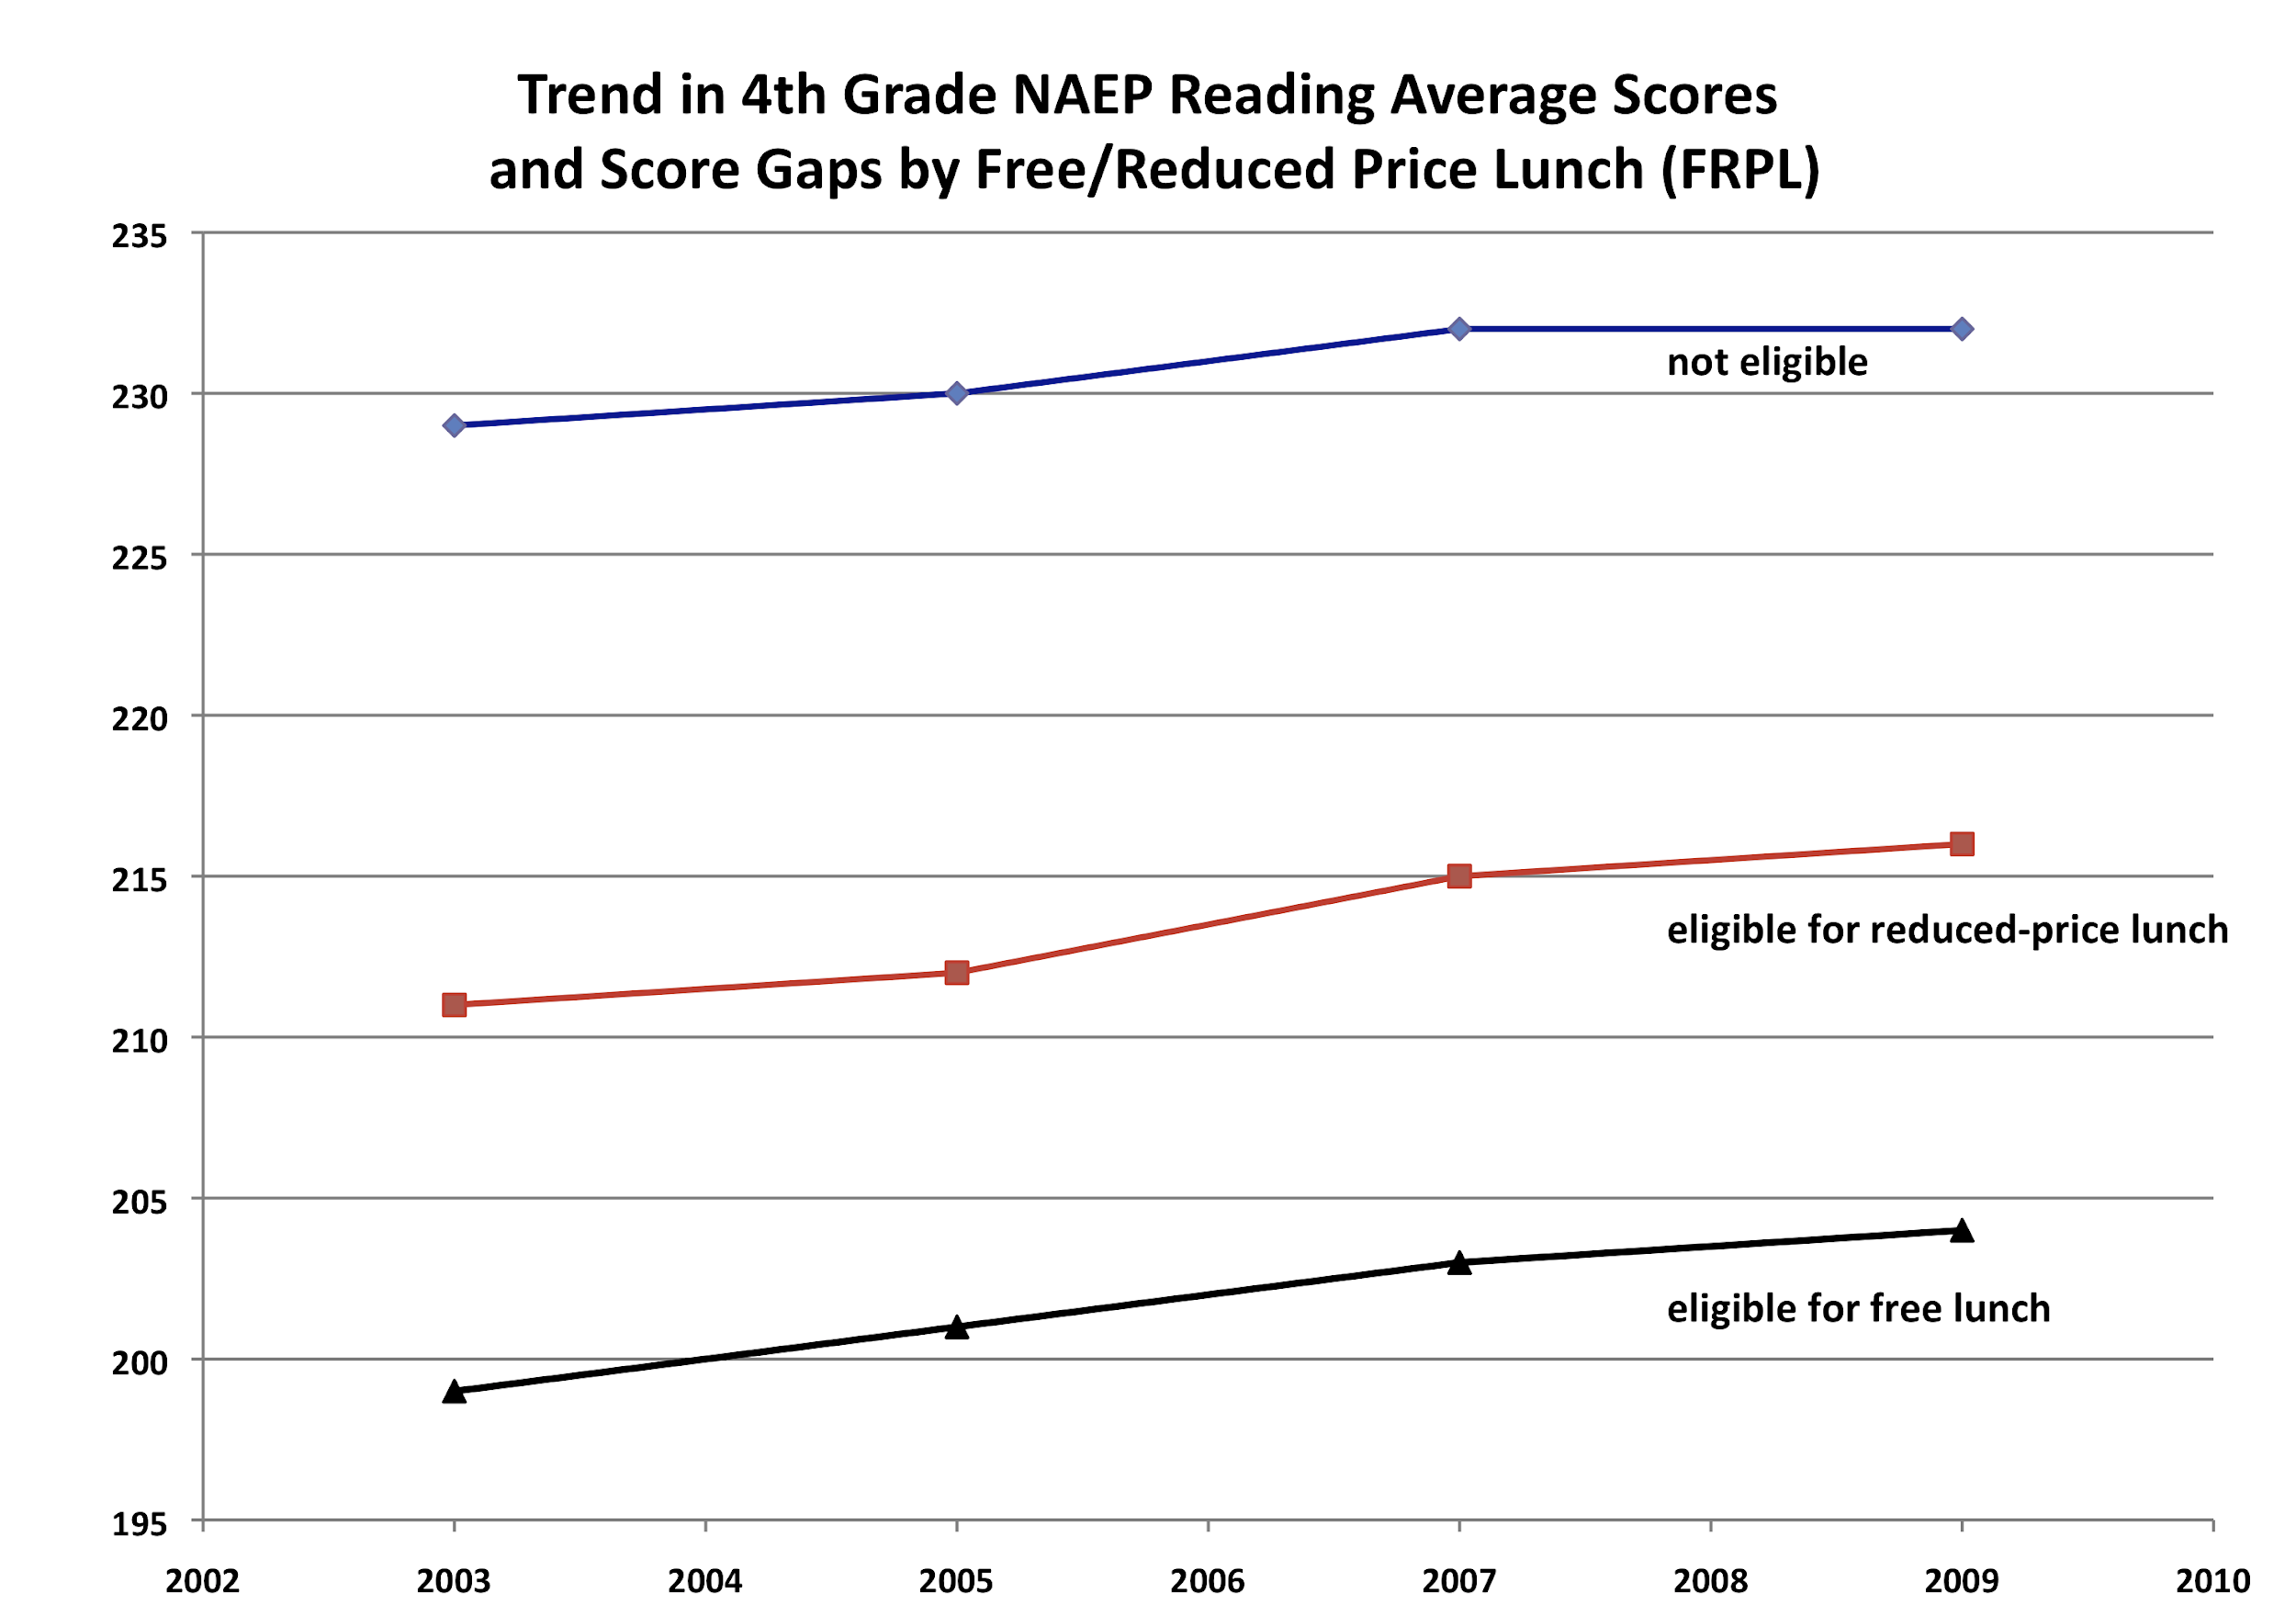 Trend in 4th Grade NAEP Reading Average Scores
and Score Gaps by Free/Reduced Price Lunch (FRPL)
235
230
not eligible
225
220
215
eligible for reduced-price lunch
210
205
eligible for free lunch
200
195
2002 2003 2004 2005 2006 2007 2008 2009 2010